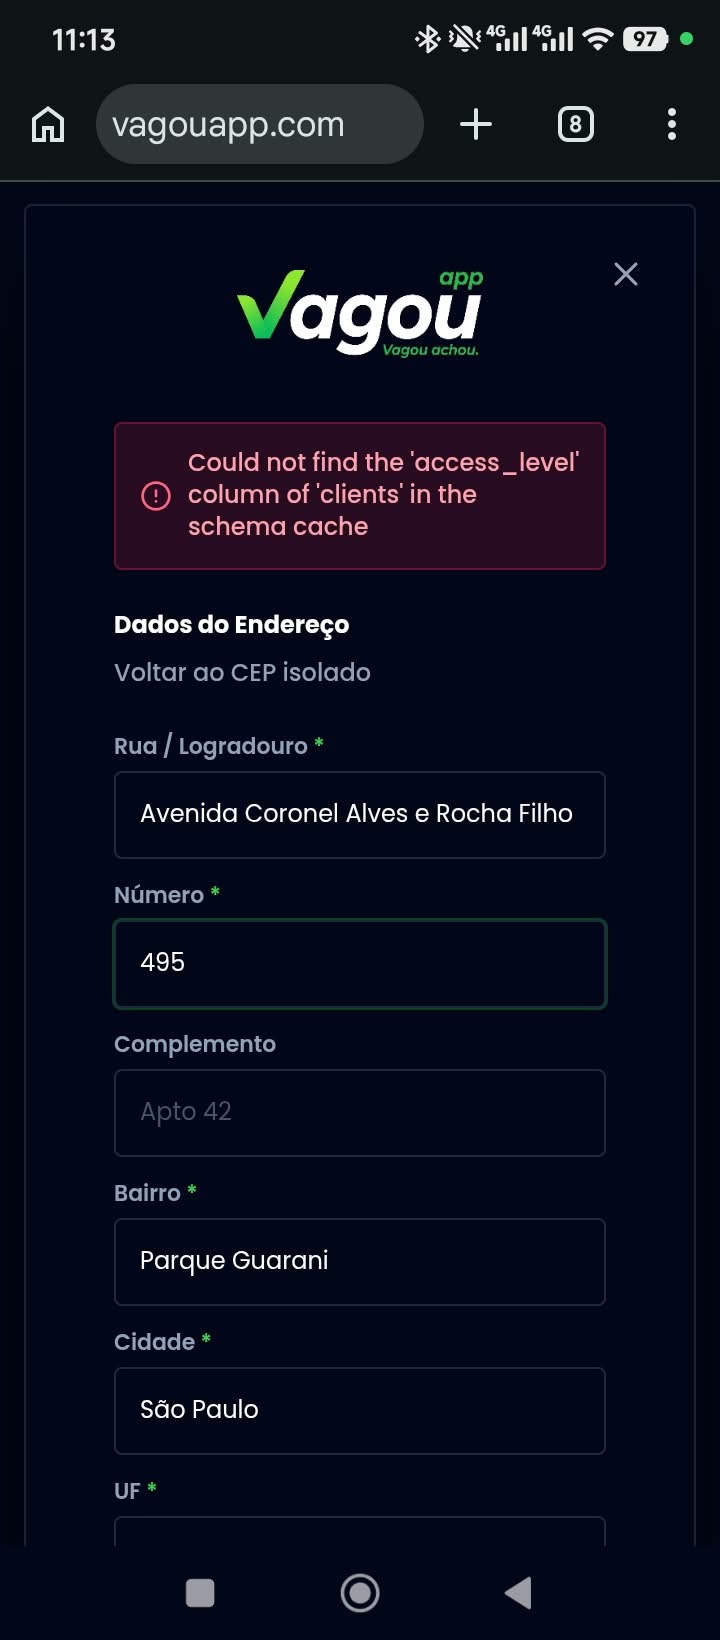 11:13
4G 4G 97
vagouapp.com
8
app
Vagou
Vagou achou.
Could not find the 'access_level'
column of 'clients' in the
schema cache
Dados do Endereço
Voltar ao CEP isolado
Rua / Logradouro *
Avenida Coronel Alves e Rocha Filho
Número *
495
Complemento
Apto 42
Bairro *
Parque Guarani
Cidade *
São Paulo
UF *